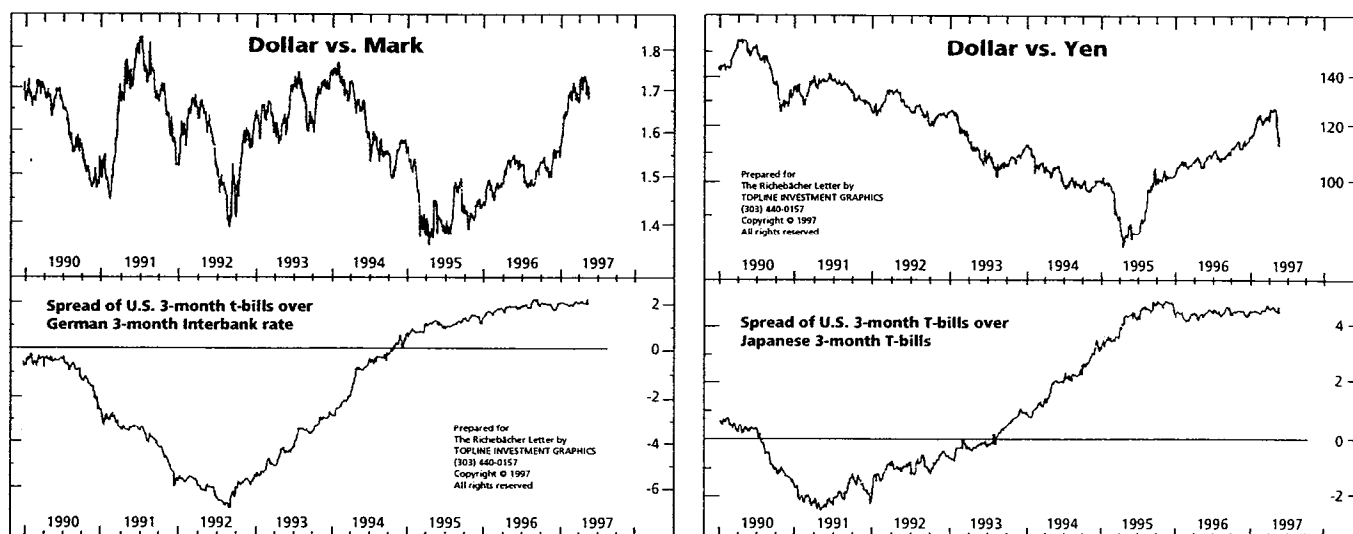 Dollar vs. Mark
1.8
1.7
1.6
1.5
1.4
1990 1991 1992 1993 1994 1995 1996 1997
Spread of U.S. 3-month t-bills over
German 3-month Interbank rate
2
0
-2
-4
-6
Prepared for
The Richebächer Letter by
TOPLINE INVESTMENT GRAPHICS
(303) 440-0157
Copyright © 1997
All rights reserved
1990 1991 1992 1993 1994 1995 1996 1997
Dollar vs. Yen
140
120
100
Prepared for
The Richebächer Letter by
TOPLINE INVESTMENT GRAPHICS
(303) 440-0157
Copyright © 1997
All rights reserved
1990 1991 1992 1993 1994 1995 1996 1997
Spread of U.S. 3-month T-bills over
Japanese 3-month T-bills
4
2
0
-2
1990 1991 1992 1993 1994 1995 1996 1997